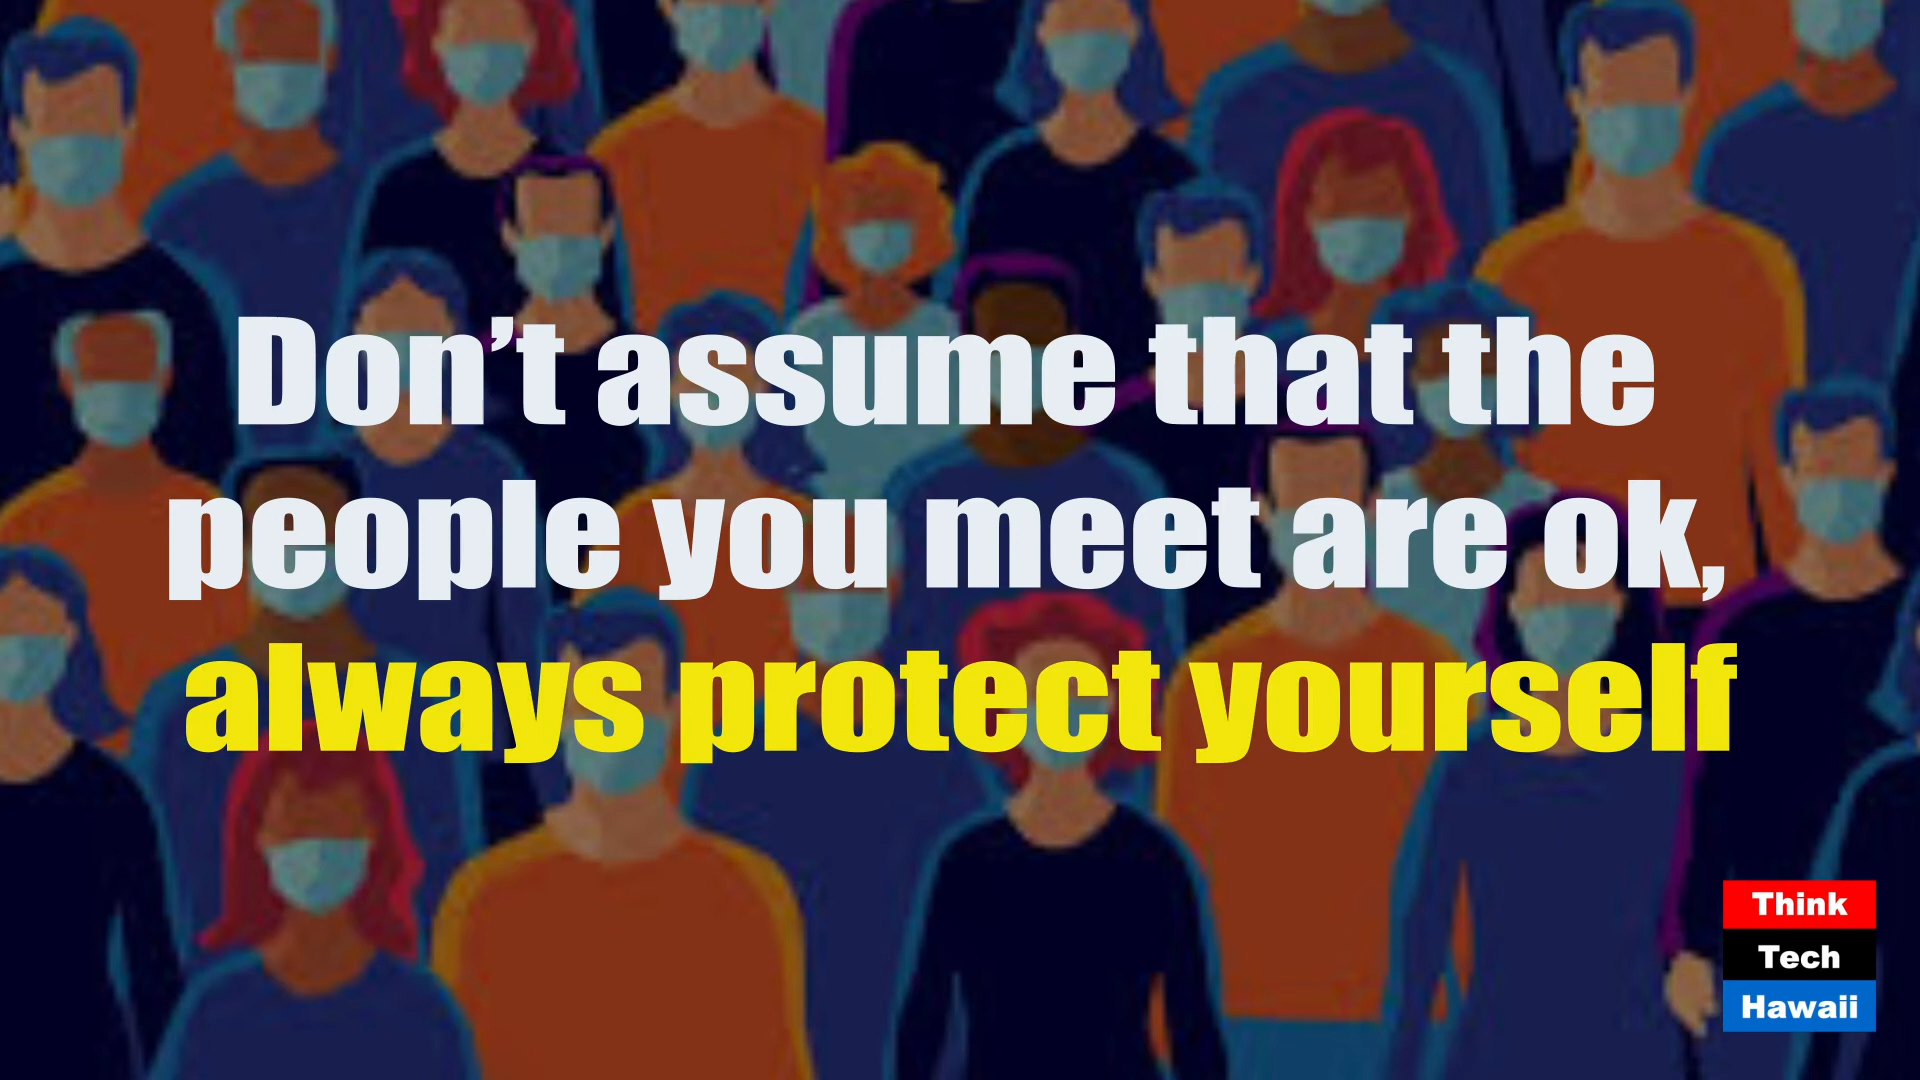 Don’t assume that the
people you meet are ok,
always protect yourself
Think
Tech
Hawaii